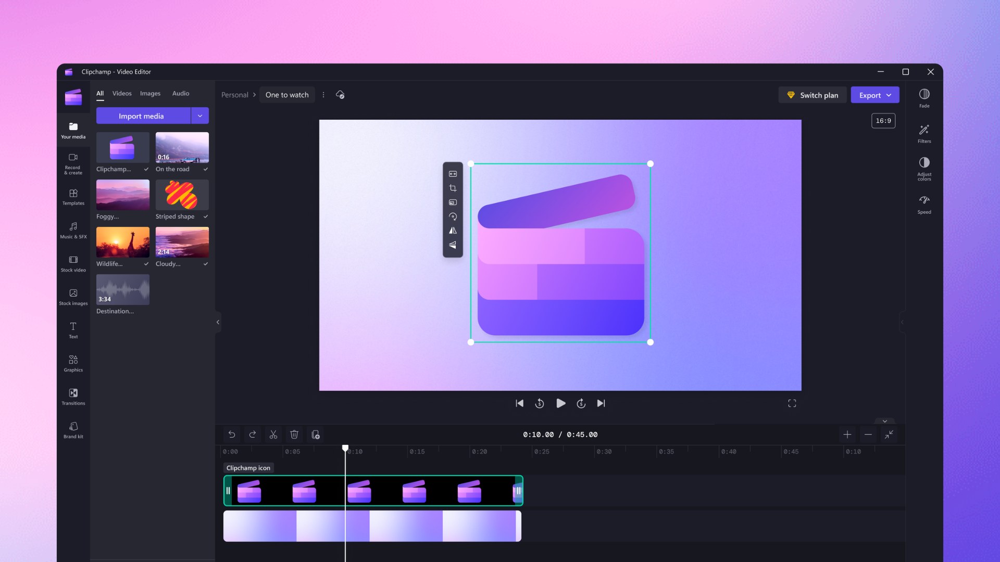 Clipchamp - Video Editor
All Videos Images Audio
Import media
Personal One to watch
Switch plan
Export
16:9
Your media
Record
& create
Templates
Music & SFX
Stock video
Stock images
Text
Graphics
Transitions
Brand kit
Clipchamp...
0:16
On the road
Foggy...
Striped shape
Wildlife...
2:14
Cloudy...
3:34
Destination...
Fade
Filters
Adjust
colors
Speed
5
5
0:10.00 / 0:45.00
0:00 0:05 0:10 0:15 0:20 0:25 0:30 0:35 0:40 0:45 0:10
Clipchamp icon